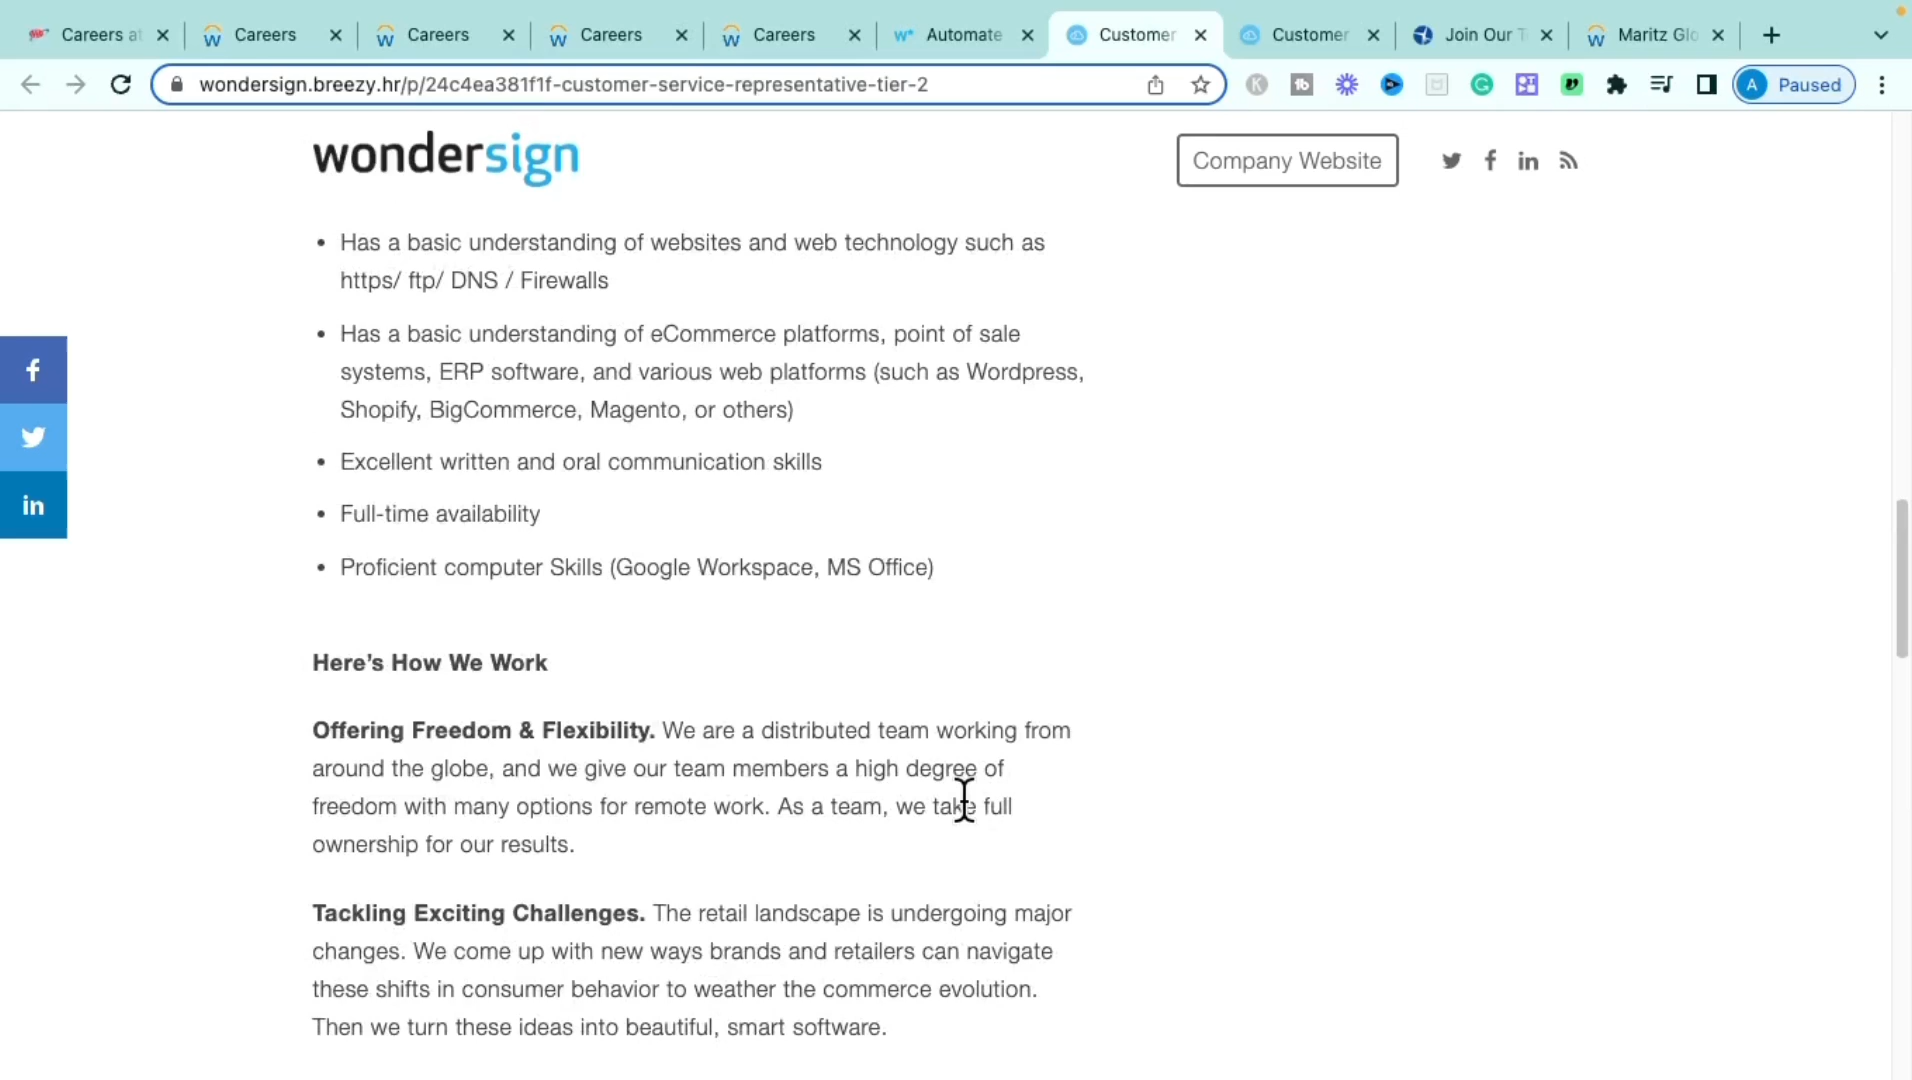 Careers at
Careers
Careers
Careers
Careers
Automate
Customer
Customer
Join Our T
Maritz Glo
wondersign.breezy.hr/p/24c4ea381f1f-customer-service-representative-tier-2
A Paused
wondersign
Company Website
• Has a basic understanding of websites and web technology such as
https/ ftp/ DNS / Firewalls
• Has a basic understanding of eCommerce platforms, point of sale
systems, ERP software, and various web platforms (such as Wordpress,
Shopify, BigCommerce, Magento, or others)
• Excellent written and oral communication skills
• Full-time availability
• Proficient computer Skills (Google Workspace, MS Office)
Here’s How We Work
Offering Freedom & Flexibility. We are a distributed team working from
around the globe, and we give our team members a high degree of
freedom with many options for remote work. As a team, we take full
ownership for our results.
Tackling Exciting Challenges. The retail landscape is undergoing major
changes. We come up with new ways brands and retailers can navigate
these shifts in consumer behavior to weather the commerce evolution.
Then we turn these ideas into beautiful, smart software.